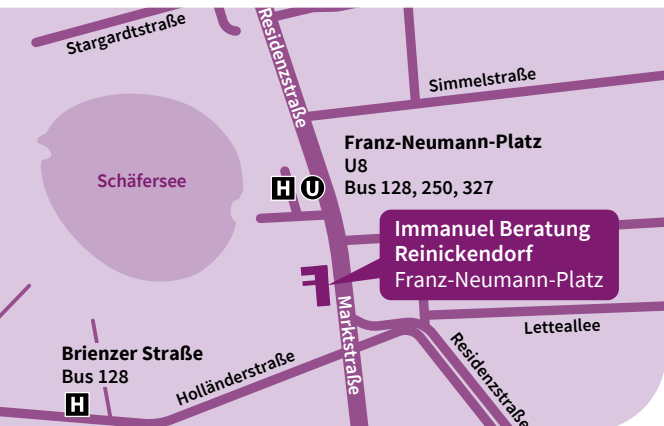 Stargardtstraße
Residenzstraße
Simmelstraße
Franz-Neumann-Platz
U8
Bus 128, 250, 327
H U
Schäfersee
Immanuel Beratung
Reinickendorf
Franz-Neumann-Platz
Marktstraße
Letteallee
Residenzstraße
Brienzer Straße
Bus 128
H
Holländerstraße